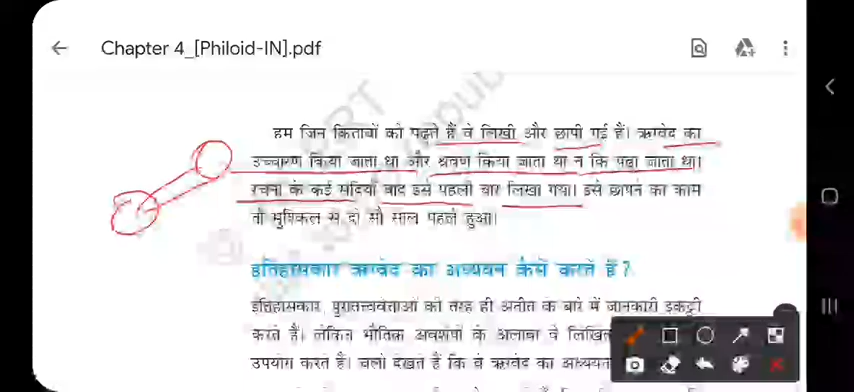 Chapter 4_[Philoid-IN].pdf
हम जिन किताबों को पढ़ते हैं वे लिखी और छापी गई हैं। ऋग्वेद का
उच्चारण किया जाता था और श्रवण किया जाता था न कि पढ़ा जाता था।
रचना के कई सदियों बाद इसे पहली बार लिखा गया। इसे छापने का काम
तो मुश्किल से दो सौ साल पहले हुआ।
इतिहासकार ऋग्वेद का अध्ययन कैसे करते हैं?
इतिहासकार, पुरातत्त्ववेत्ताओं की तरह ही अतीत के बारे में जानकारी इकट्ठी
करते हैं। लेकिन भौतिक अवशेषों के अलावा वे लिखित
उपयोग करते हैं। चलो देखते हैं कि वे ऋग्वेद का अध्ययन